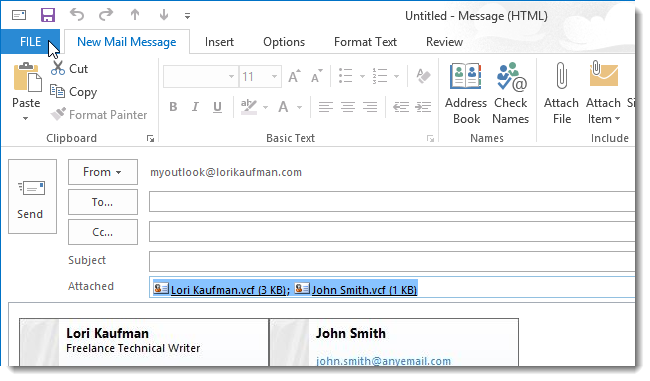 Untitled - Message (HTML)
FILE New Mail Message Insert Options Format Text Review
Paste Cut Copy Format Painter
Clipboard
11 A A
B I U ab A
Basic Text
Address Book Check Names
Names
Attach File Attach Item
Include
Send
From myoutlook@lorikaufman.com
To...
Cc...
Subject
Attached Lori Kaufman.vcf (3 KB); John Smith.vcf (1 KB)
Lori Kaufman
Freelance Technical Writer
John Smith
john.smith@anyemail.com